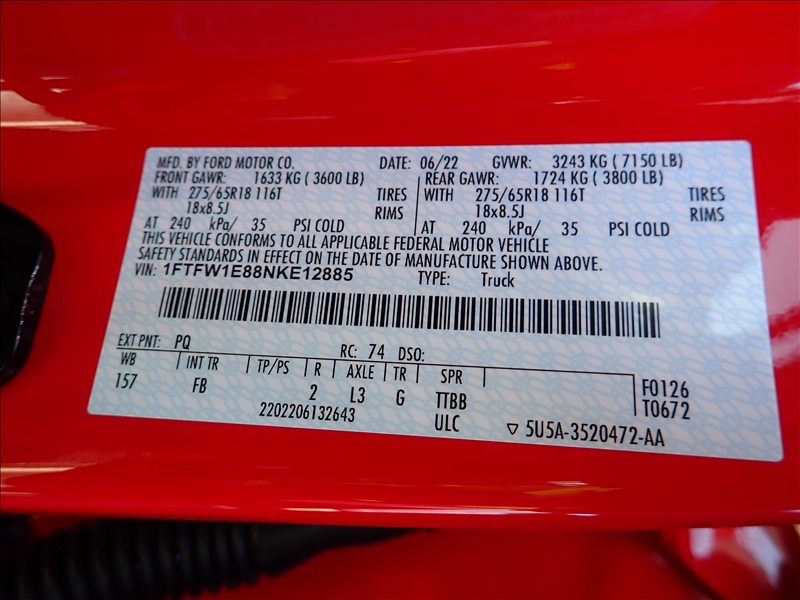 MFD. BY FORD MOTOR CO. DATE: 06/22 GVWR: 3243 KG ( 7150 LB)
FRONT GAWR: 1633 KG ( 3600 LB) REAR GAWR: 1724 KG ( 3800 LB)
WITH 275/65R18 116T TIRES WITH 275/65R18 116T TIRES
18x8.5J RIMS 18x8.5J RIMS
AT 240 kPa/ 35 PSI COLD AT 240 kPa/ 35 PSI COLD
THIS VEHICLE CONFORMS TO ALL APPLICABLE FEDERAL MOTOR VEHICLE
SAFETY STANDARDS IN EFFECT ON THE DATE OF MANUFACTURE SHOWN ABOVE.
VIN: 1FTFW1E88NKE12885 TYPE: Truck
EXT PNT: PQ RC: 74 DSO:
WB INT TR TP/PS R AXLE TR SPR
157 FB 2 L3 G TTBB F0126
2202206132643 ULC T0672
▽ 5U5A-3520472-AA